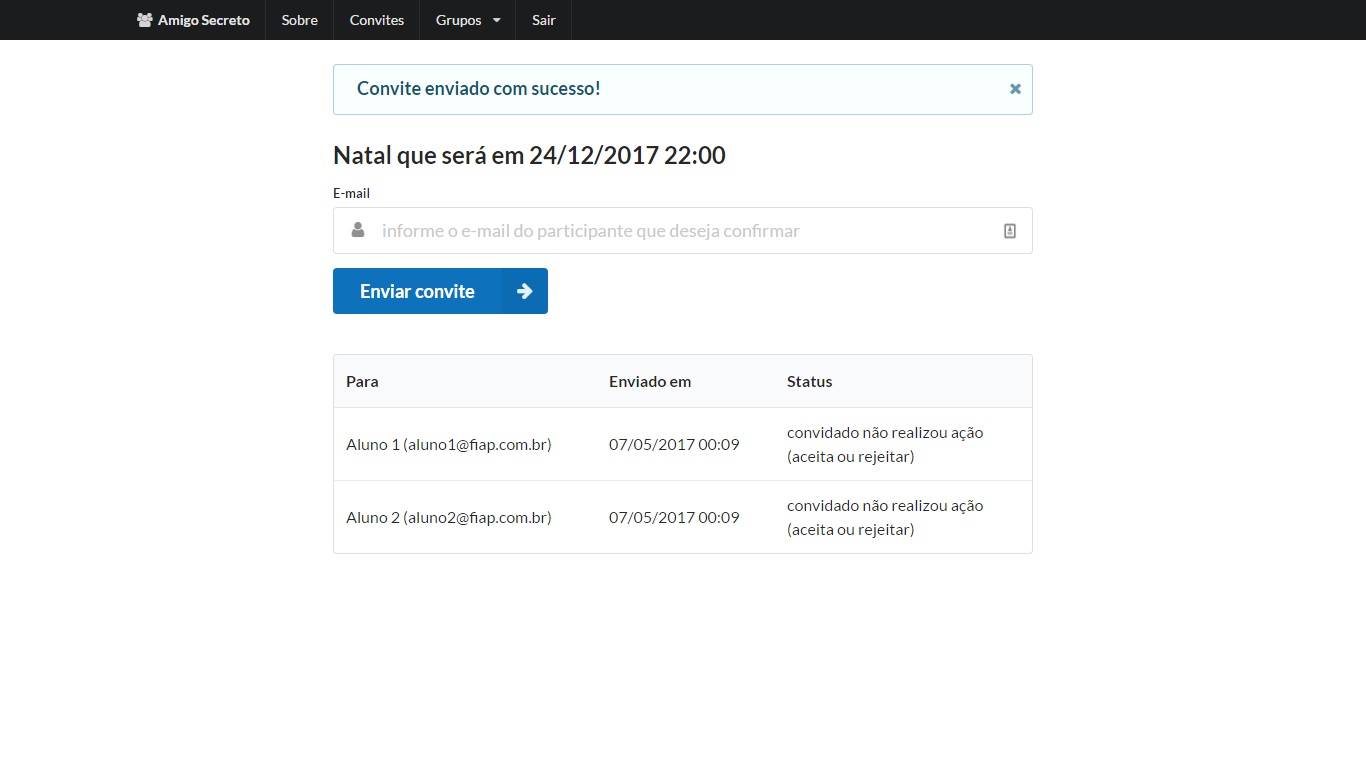 Amigo Secreto Sobre Convites Grupos Sair
Convite enviado com sucesso!
Natal que será em 24/12/2017 22:00
E-mail
informe o e-mail do participante que deseja confirmar
Enviar convite
Para Enviado em Status
Aluno 1 (aluno1@fiap.com.br) 07/05/2017 00:09 convidado não realizou ação
(aceita ou rejeitar)
Aluno 2 (aluno2@fiap.com.br) 07/05/2017 00:09 convidado não realizou ação
(aceita ou rejeitar)